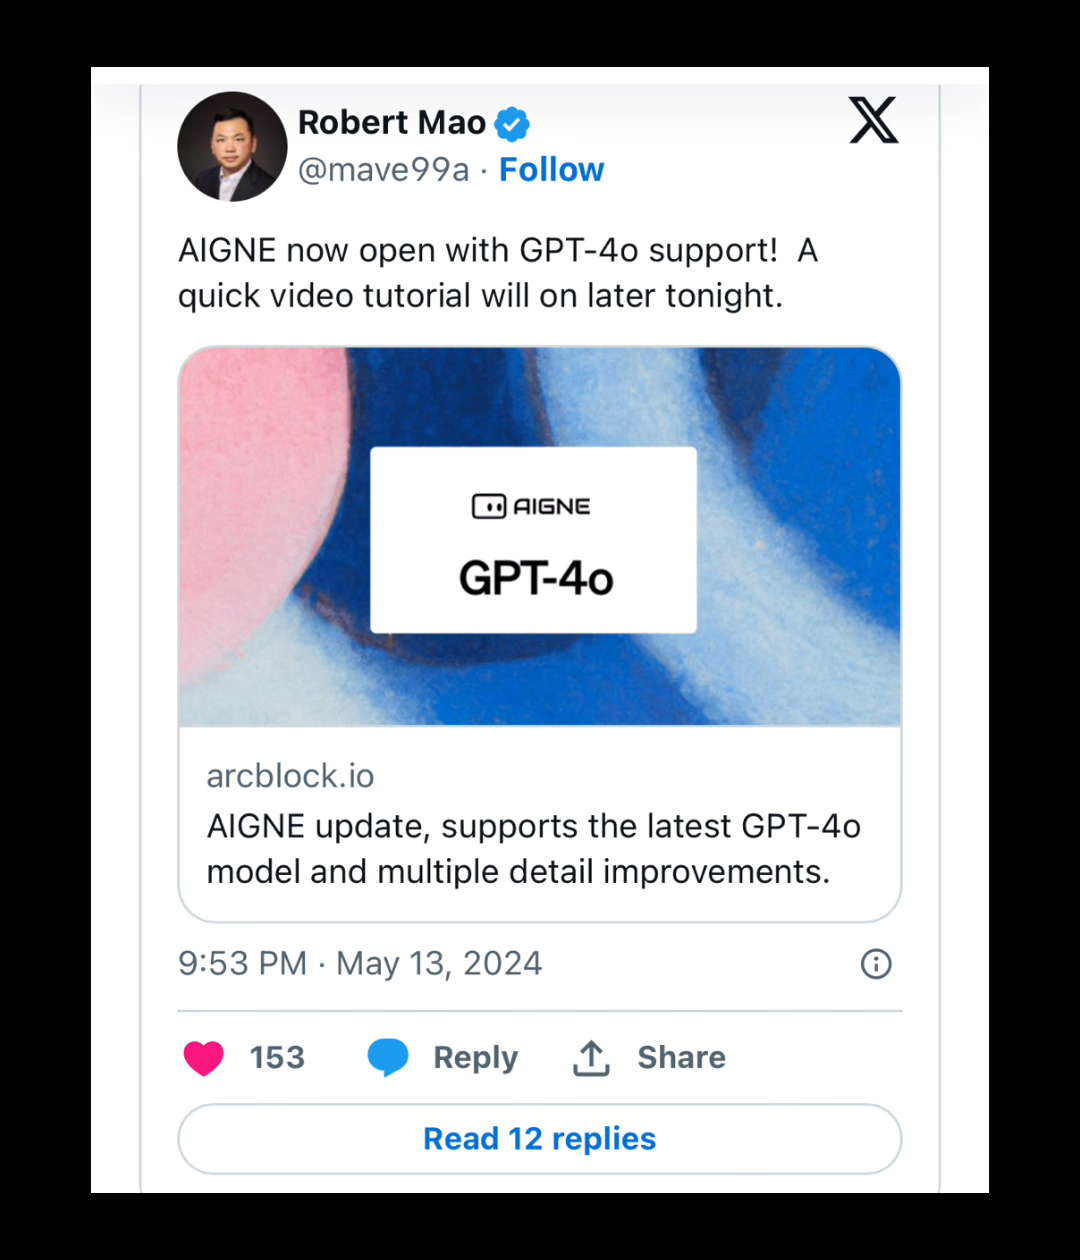 Robert Mao
@mave99a · Follow
AIGNE now open with GPT-4o support!  A
quick video tutorial will on later tonight.
AIGNE
GPT-4o
arcblock.io
AIGNE update, supports the latest GPT-4o
model and multiple detail improvements.
9:53 PM · May 13, 2024
153 Reply Share
Read 12 replies